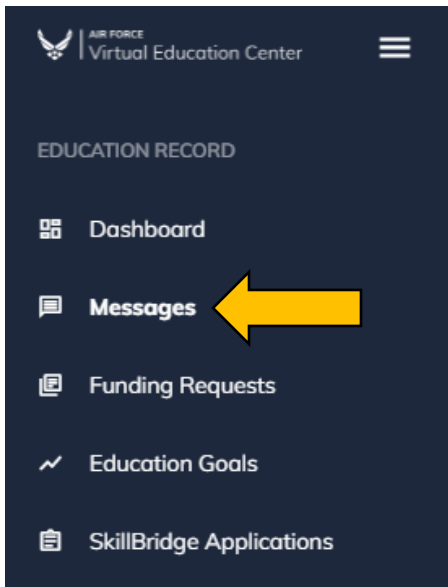 AIR FORCE
Virtual Education Center
EDUCATION RECORD
Dashboard
Messages
Funding Requests
Education Goals
SkillBridge Applications